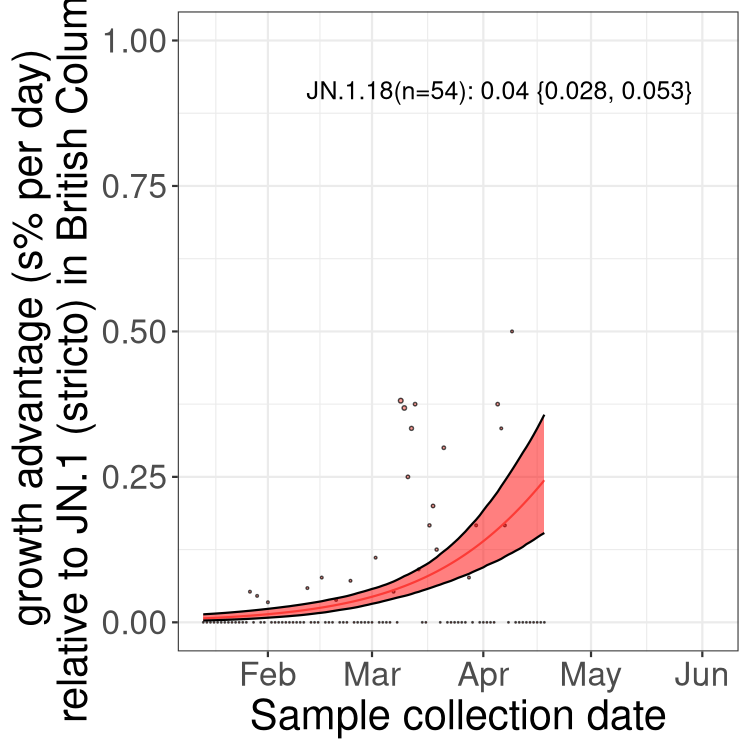 growth advantage (s% per day)
relative to JN.1 (stricto) in British Colum
1.00
0.75
0.50
0.25
0.00
JN.1.18(n=54): 0.04 {0.028, 0.053}
Feb Mar Apr May Jun
Sample collection date